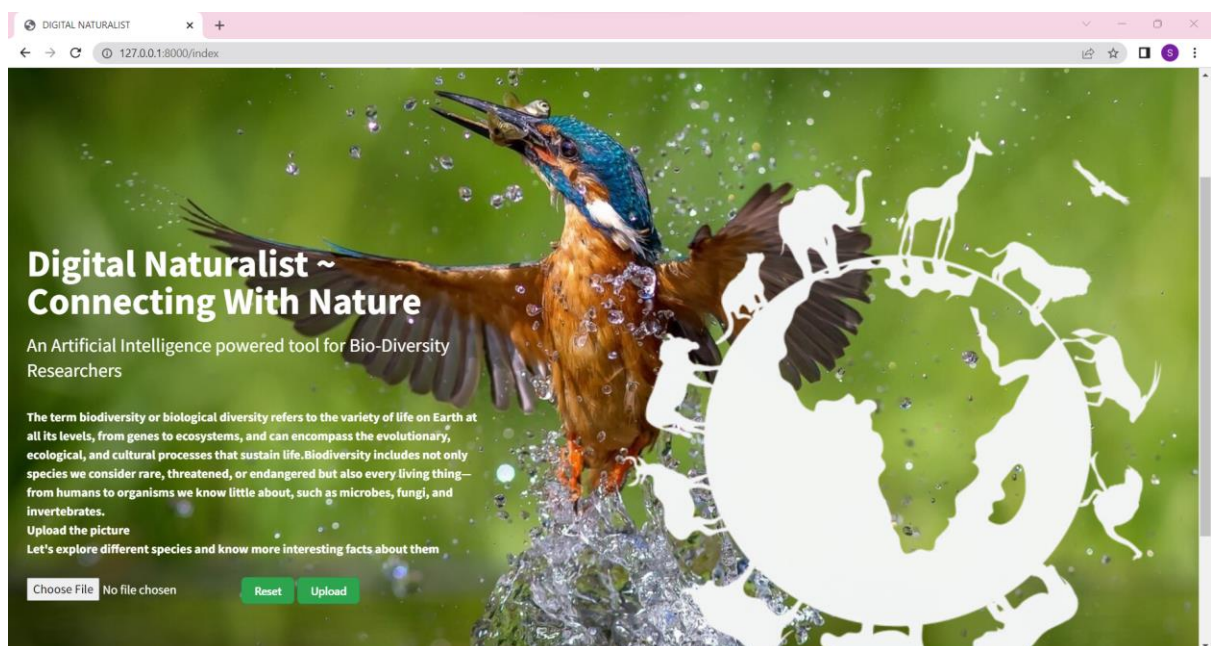 DIGITAL NATURALIST
127.0.0.1:8000/index
S
Digital Naturalist ~
Connecting With Nature
An Artificial Intelligence powered tool for Bio-Diversity
Researchers
The term biodiversity or biological diversity refers to the variety of life on Earth at
all its levels, from genes to ecosystems, and can encompass the evolutionary,
ecological, and cultural processes that sustain life.Biodiversity includes not only
species we consider rare, threatened, or endangered but also every living thing—
from humans to organisms we know little about, such as microbes, fungi, and
invertebrates.
Upload the picture
Let's explore different species and know more interesting facts about them
Choose File No file chosen Reset Upload